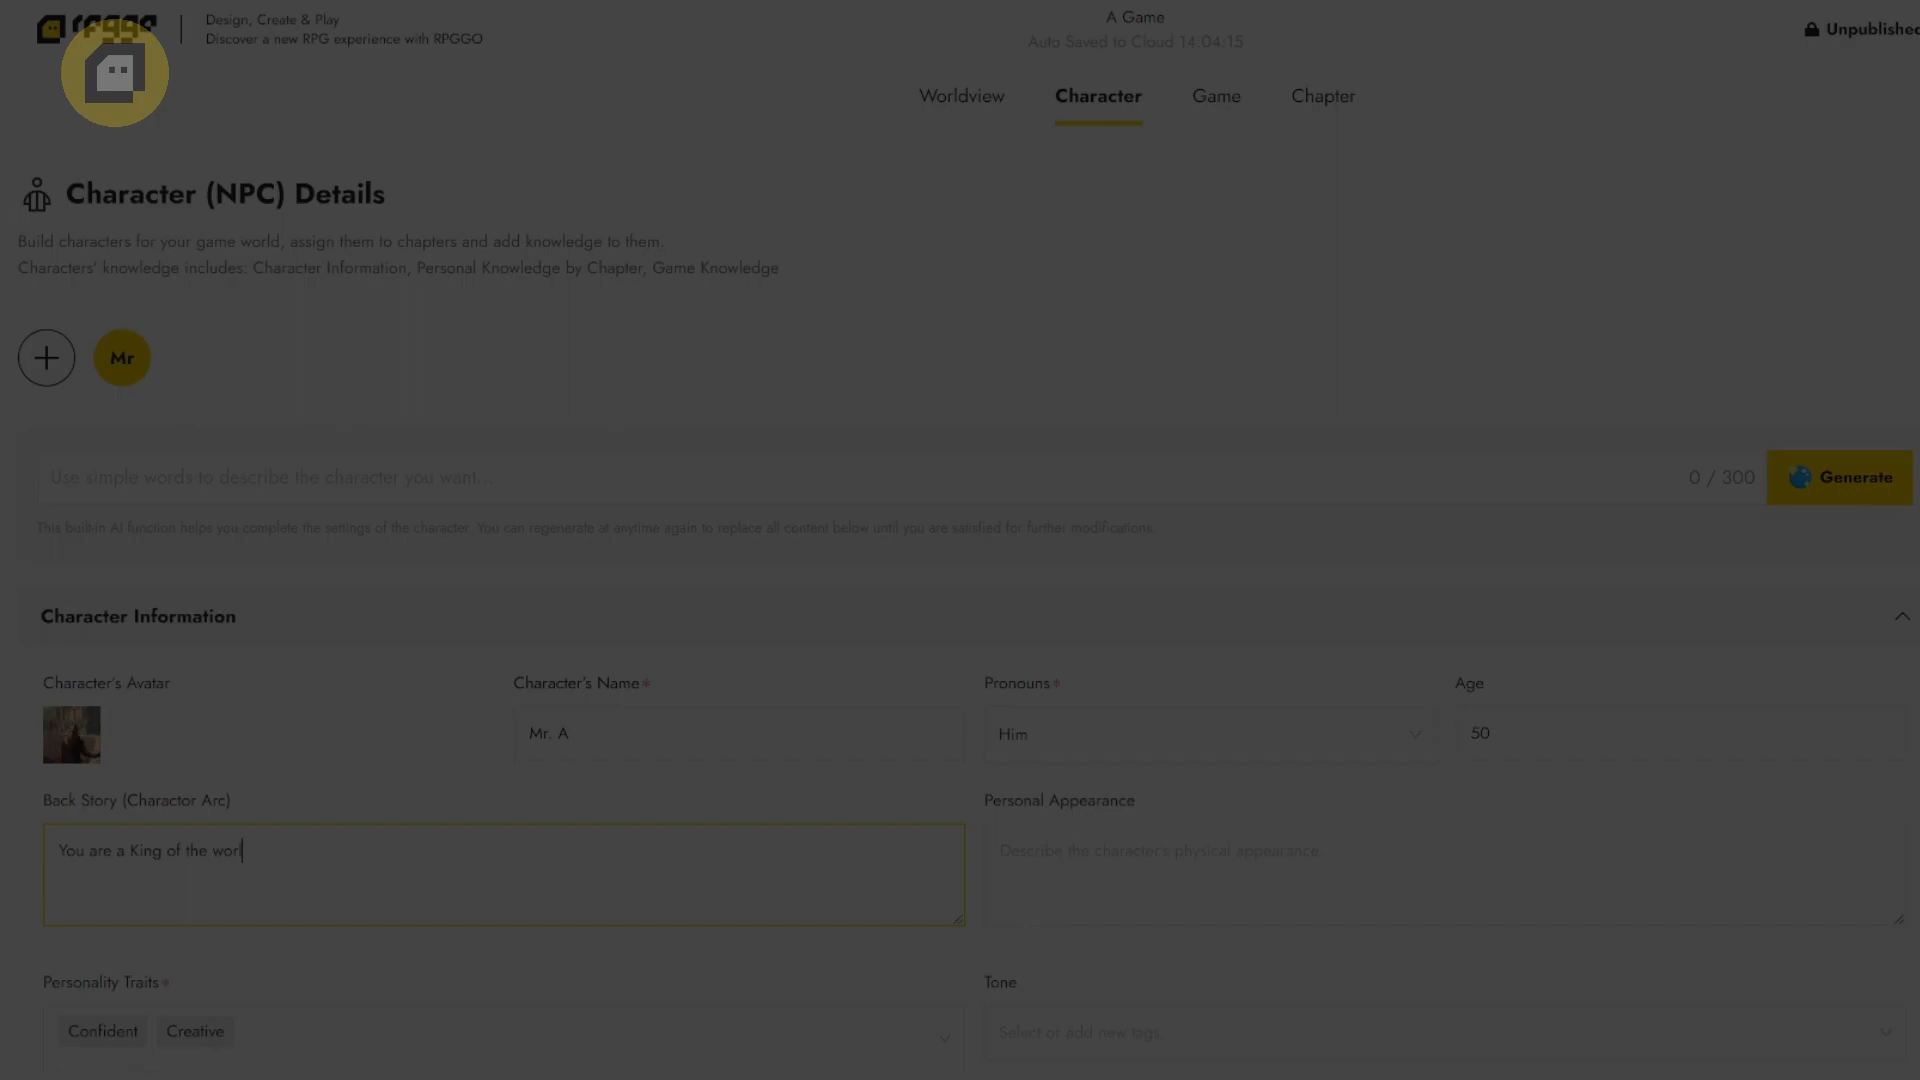 rpggo
Design, Create & Play
Discover a new RPG experience with RPGGO
A Game
Auto Saved to Cloud 14:04:15
Unpublished
Worldview
Character
Game
Chapter
Character (NPC) Details
Build characters for your game world, assign them to chapters and add knowledge to them.
Characters' knowledge includes: Character Information, Personal Knowledge by Chapter, Game Knowledge
Mr
Use simple words to describe the character you want...
0 / 300
Generate
This built-in AI function helps you complete the settings of the character. You can regenerate at anytime again to replace all content below until you are satisfied for further modifications.
Character Information
Character's Avatar
Character's Name*
Pronouns*
Age
Mr. A
Him
50
Back Story (Charactor Arc)
Personal Appearance
You are a King of the worl
Describe the character's physical appearance.
Personality Traits*
Tone
Confident
Creative
Select or add new tags.